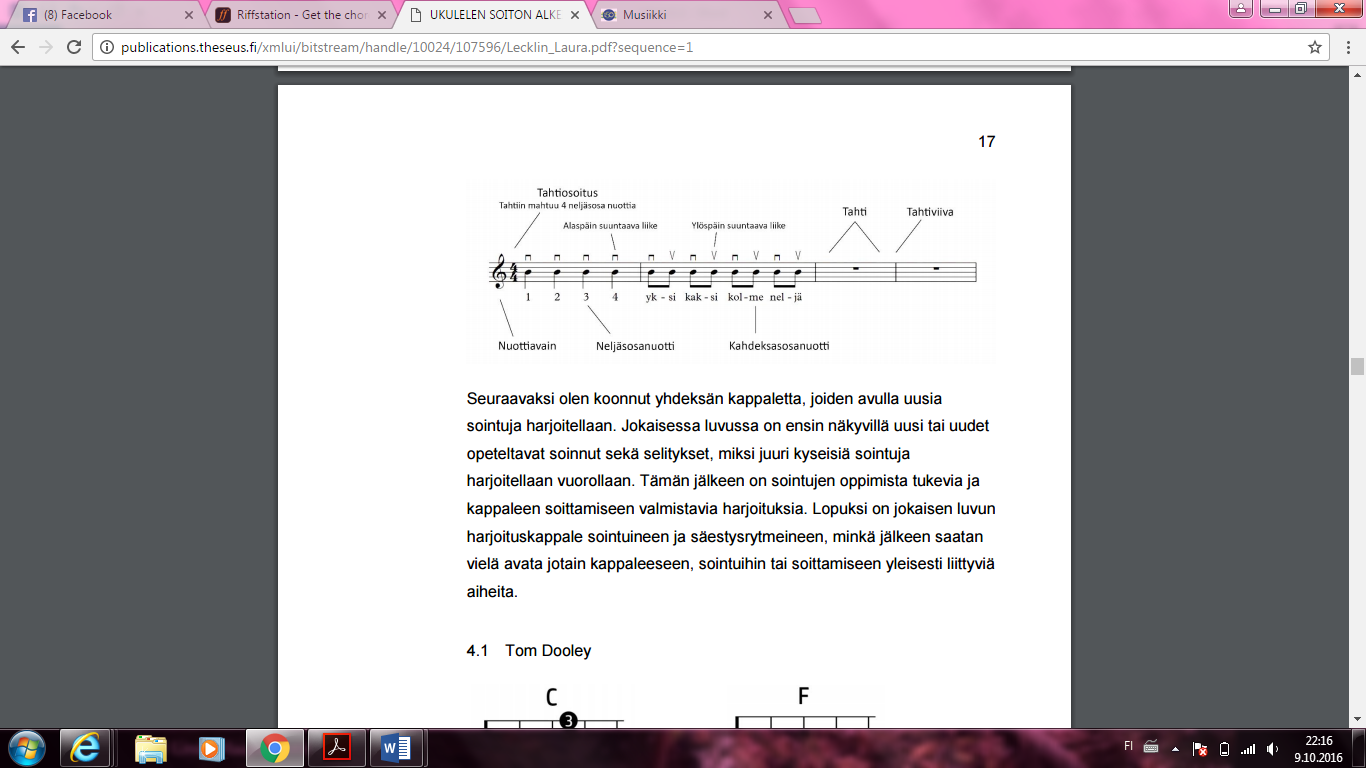 (8) Facebook
Riffstation - Get the chor
UKULELEN SOITON ALKE
Musiikki
publications.theseus.fi/xmlui/bitstream/handle/10024/107596/Lecklin_Laura.pdf?sequence=1
17
Tahtiosoitus
Tahtiin mahtuu 4 neljäsosa nuottia
Alaspäin suuntaava liike
Ylöspäin suuntaava liike
Tahti
Tahtiviiva
4
4
1 2 3 4 yk - si kak - si kol - me nel - jä
Nuottiavain
Neljäsosanuotti
Kahdeksasosanuotti
Seuraavaksi olen koonnut yhdeksän kappaletta, joiden avulla uusia
sointuja harjoitellaan. Jokaisessa luvussa on ensin näkyvillä uusi tai uudet
opeteltavat soinnut sekä selitykset, miksi juuri kyseisiä sointuja
harjoitellaan vuorollaan. Tämän jälkeen on sointujen oppimista tukevia ja
kappaleen soittamiseen valmistavia harjoituksia. Lopuksi on jokaisen luvun
harjoituskappale sointuineen ja säestysrytmeineen, minkä jälkeen saatan
vielä avata jotain kappaleeseen, sointuihin tai soittamiseen yleisesti liittyviä
aiheita.
4.1 Tom Dooley
C
F
3
FI
22:16
9.10.2016